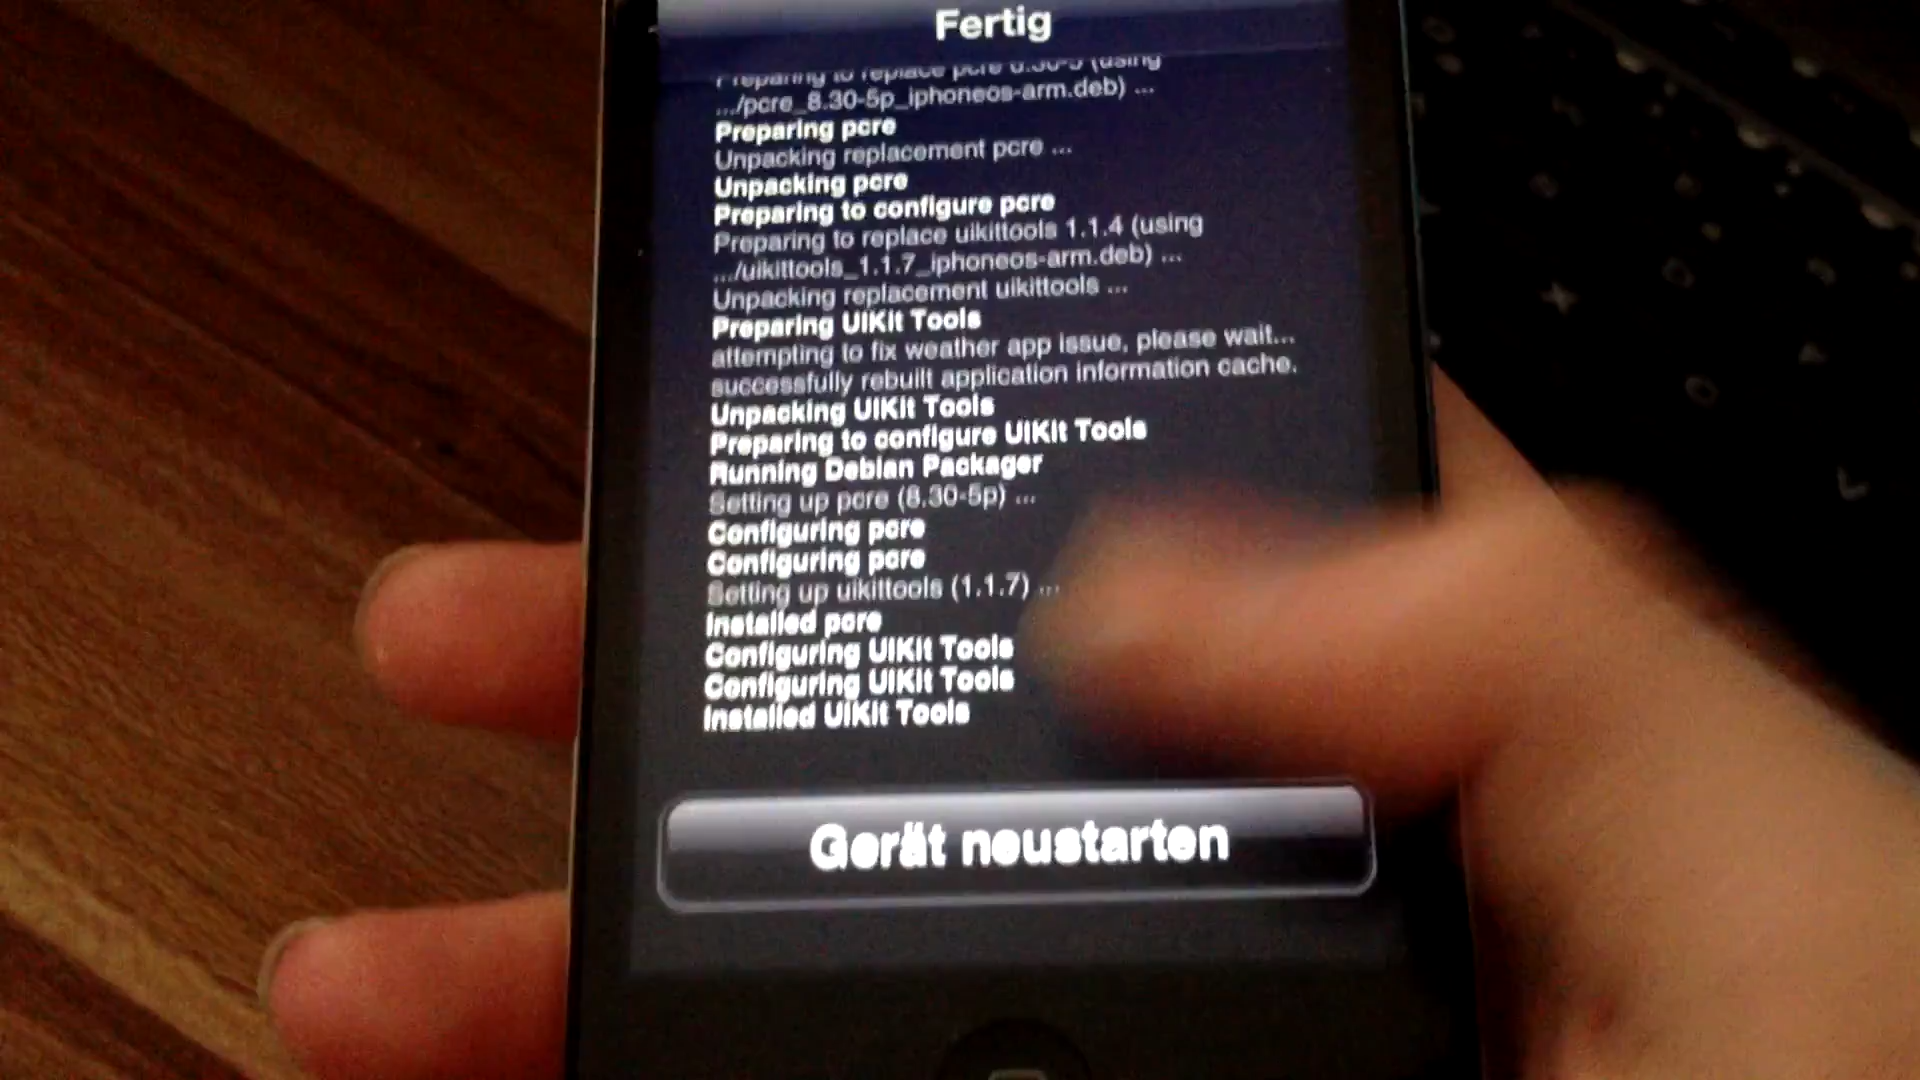 Fertig
Preparing to replace pcre 8.30-5 (using
.../pcre_8.30-5p_iphoneos-arm.deb) ...
Preparing pcre
Unpacking replacement pcre ...
Unpacking pcre
Preparing to configure pcre
Preparing to replace uikittools 1.1.4 (using
.../uikittools_1.1.7_iphoneos-arm.deb) ...
Unpacking replacement uikittools ...
Preparing UIKit Tools
attempting to fix weather app issue, please wait...
successfully rebuilt application information cache.
Unpacking UIKit Tools
Preparing to configure UIKit Tools
Running Debian Packager
Setting up pcre (8.30-5p) ...
Configuring pcre
Configuring pcre
Setting up uikittools (1.1.7) ...
Installed pcre
Configuring UIKit Tools
Configuring UIKit Tools
Installed UIKit Tools
Gerät neustarten